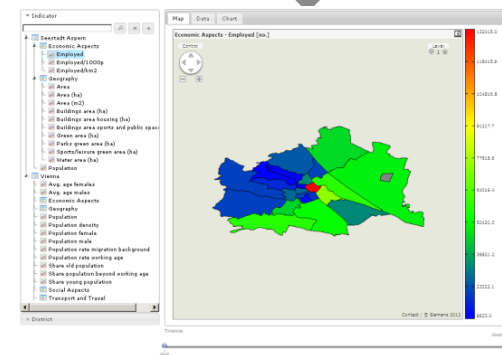 Indicator
Seestadt Aspern
Economic Aspects
Employed
Employed/1000p
Employed/km2
Geography
Area
Area (ha)
Area (m2)
Buildings area (ha)
Buildings area housing (ha)
Buildings area sports and public spac
Green area (ha)
Parks green area (ha)
Sports/leisure green area (ha)
Water area (ha)
Population
Vienna
Avg. age females
Avg. age males
Economic Aspects
Geography
Population
Population density
Population female
Population male
Population rate migration background
Population rate working age
Share old population
Share population beyond working age
Share young population
Social Aspects
Transport and Travel
District
Map Data Chart
Economic Aspects - Employed [no.]
Control
Level
1
Contact | © Siemens 2012
Timeline